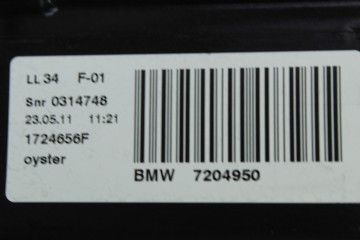 LL 34 F-01
Snr 0314748
23.05.11 11:21
1724656F
oyster
BMW 7204950